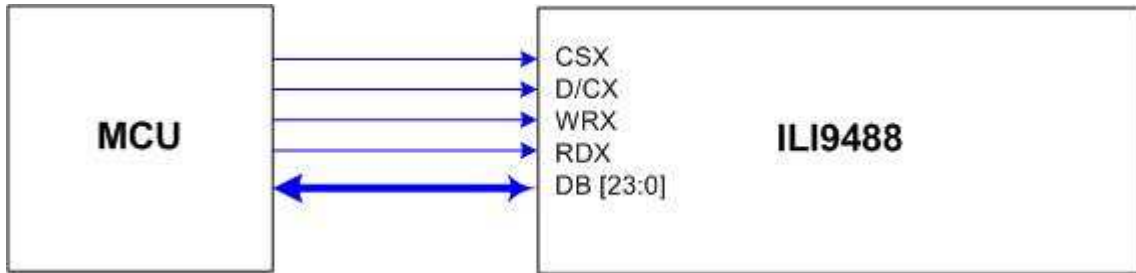 CSX
D/CX
WRX
MCU
RDX
ILI9488
DB [23:0]